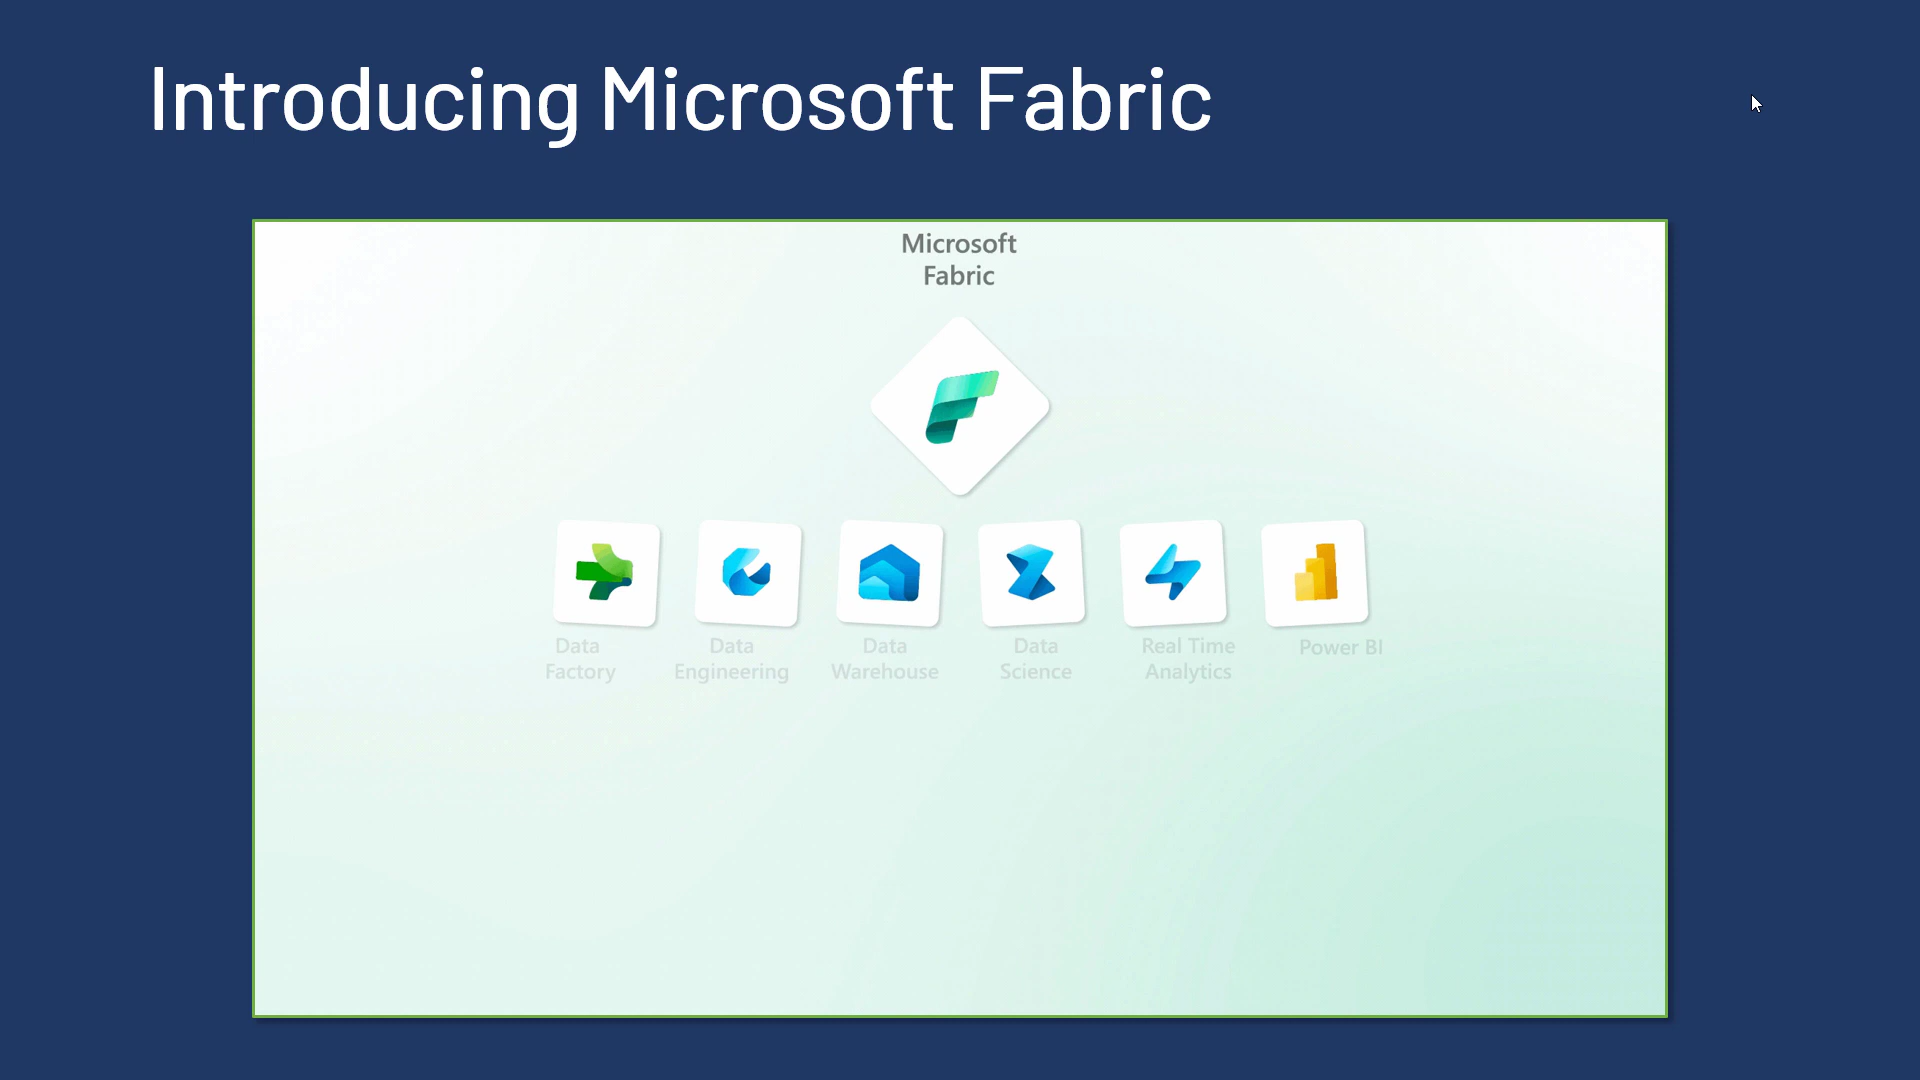 Introducing Microsoft Fabric
Microsoft
Fabric
Data
Factory
Data
Engineering
Data
Warehouse
Data
Science
Real Time
Analytics
Power BI